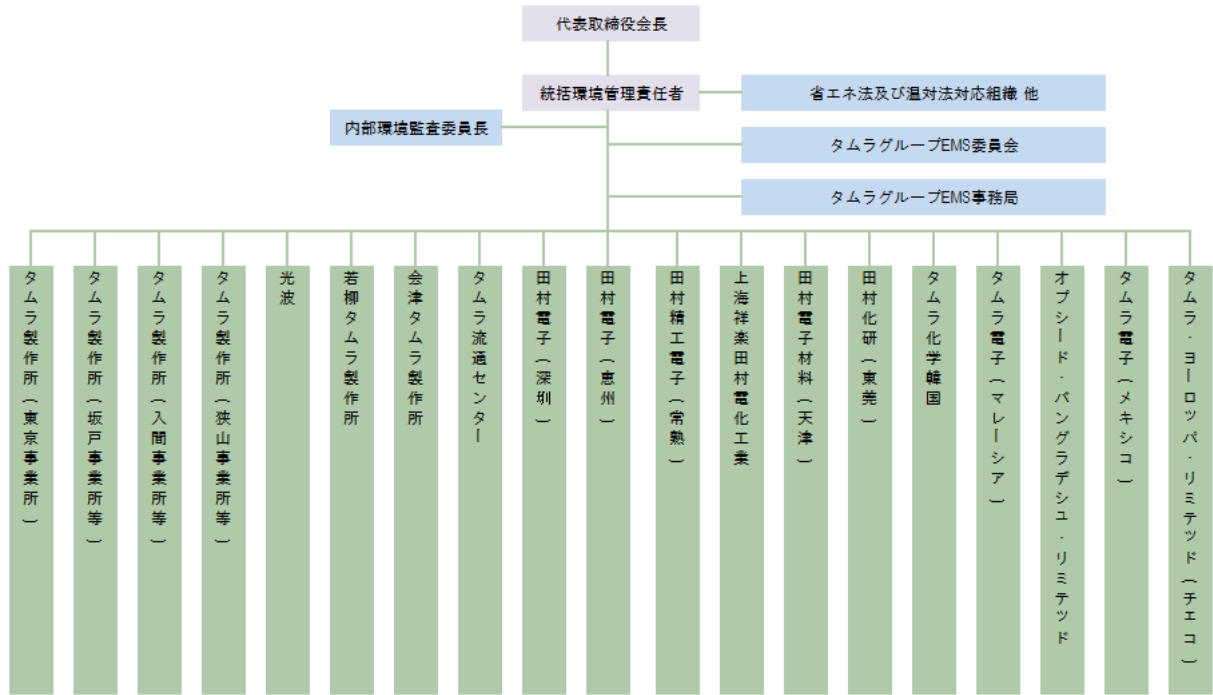 代表取締役会長
統括環境管理責任者
省エネ法及び温対法対応組織 他
内部環境監査委員長
タムラグループEMS委員会
タムラグループEMS事務局
タムラ製作所（東京事業所）
タムラ製作所（坂戸事業所等）
タムラ製作所（入間事業所等）
タムラ製作所（狭山事業所等）
光波
若柳タムラ製作所
会津タムラ製作所
タムラ流通センター
田村電子（深圳）
田村電子（恵州）
田村精工電子（常熟）
上海祥楽田村電化工業
田村電子材料（天津）
田村化研（東莞）
タムラ化学韓国
タムラ電子（マレーシア）
オプシード・バングラデシュ・リミテッド
タムラ電子（メキシコ）
タムラ・ヨーロッパ・リミテッド（チェコ）